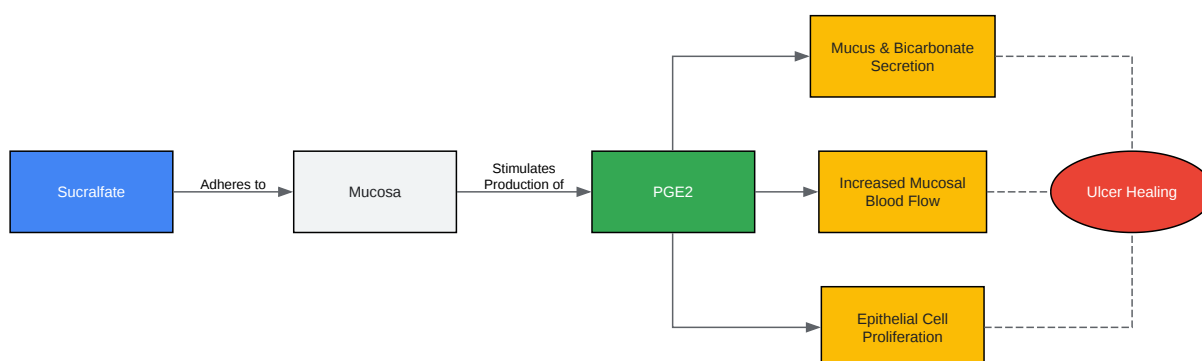 Sucralfate
Adheres to
Mucosa
Stimulates
Production of
PGE2
Mucus & Bicarbonate
Secretion
Increased Mucosal
Blood Flow
Epithelial Cell
Proliferation
Ulcer Healing